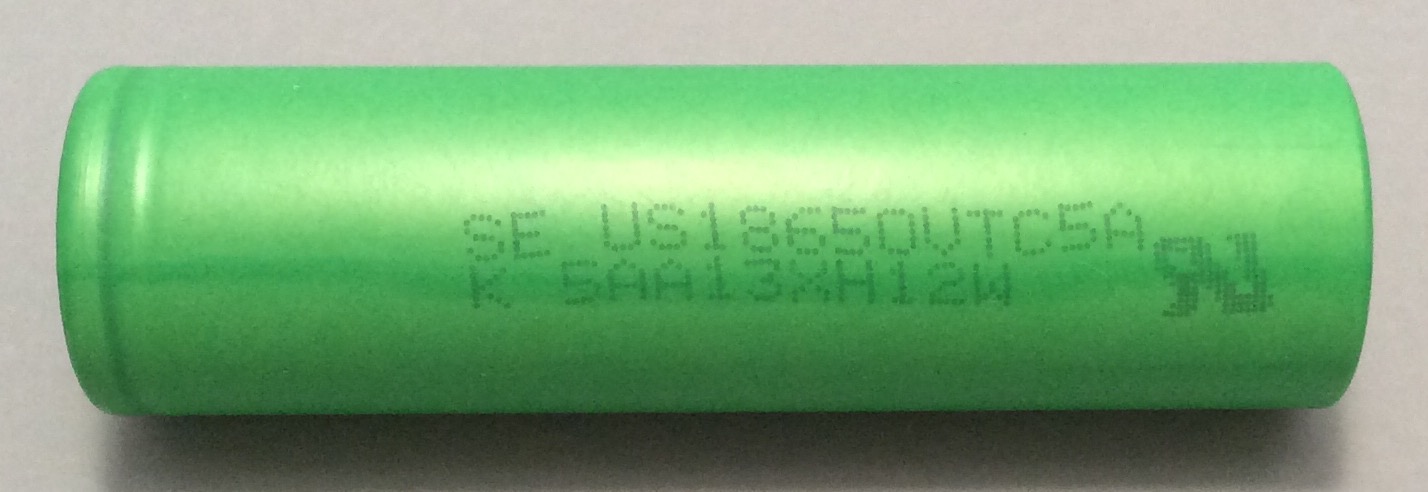 SE US18650VTC5A
K 5AA13XH12W